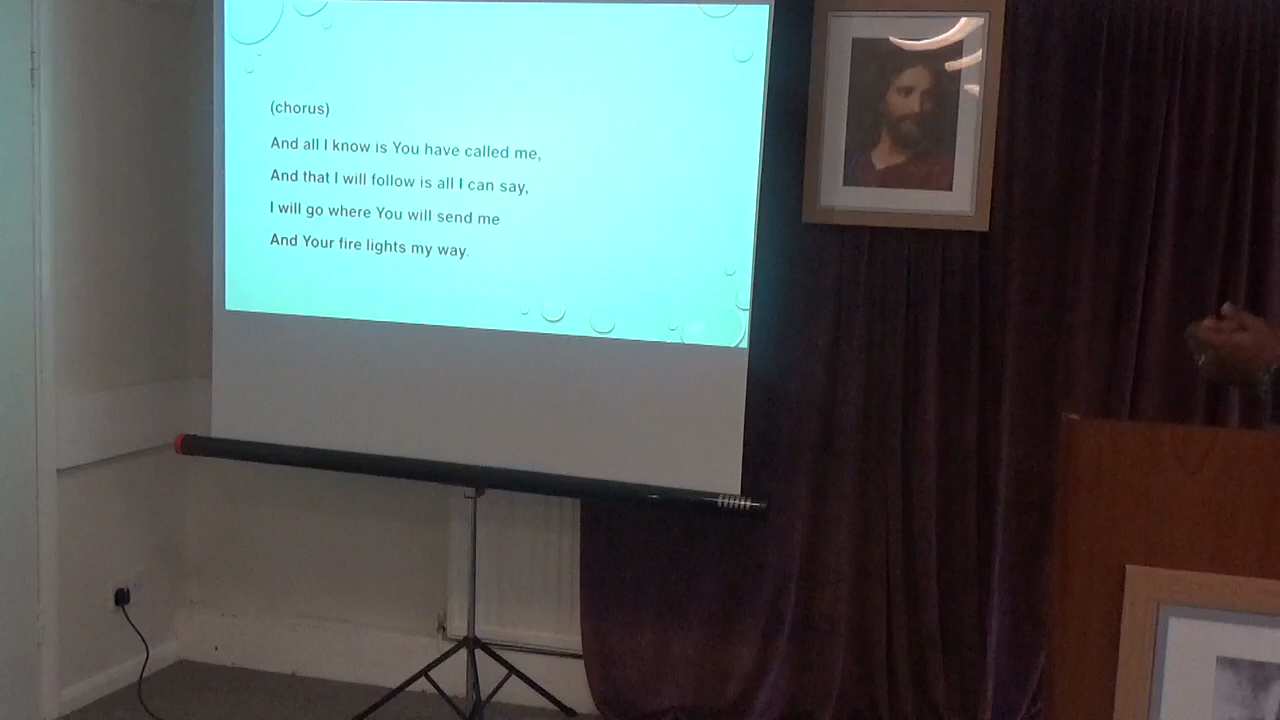 (chorus)
And all I know is You have called me,
And that I will follow is all I can say,
I will go where You will send me
And Your fire lights my way.